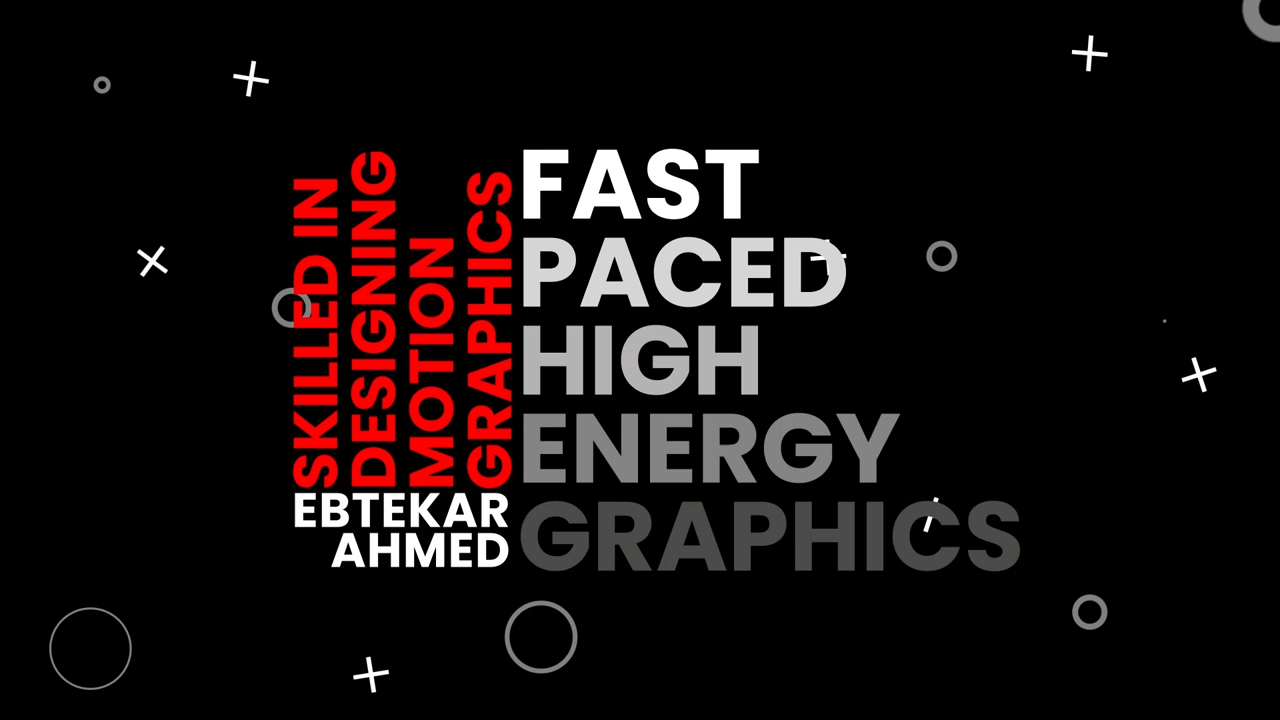 SKILLED IN
DESIGNING
MOTION
GRAPHICS
EBTEKAR
AHMED
FAST
PACED
HIGH
ENERGY
GRAPHICS